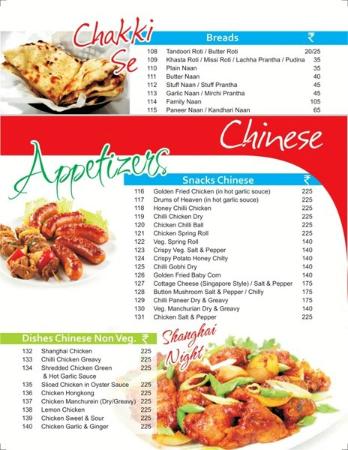 Chakki
Se
Breads ₹
108 Tandoori Roti / Butter Roti 20/25
109 Khasta Roti / Missi Roti / Lachha Prantha / Pudina 35
110 Plain Naan 35
111 Butter Naan 40
112 Stuff Naan / Stuff Prantha 45
113 Garlic Naan / Mirchi Prantha 45
114 Family Naan 105
115 Paneer Naan / Kandhari Naan 65
Chinese
Appetizers
Snacks Chinese ₹
116 Golden Fried Chicken (in hot garlic souce) 225
117 Drums of Heaven (in hot garlic souce) 225
118 Honey Chilli Chicken 225
119 Chilli Chicken Dry 225
120 Chicken Chilli Ball 225
121 Chicken Spring Roll 225
122 Veg. Spring Roll 140
123 Crispy Veg. Salt & Pepper 140
124 Crispy Potato Honey Chilly 140
125 Chilli Gobhi Dry 140
126 Golden Fried Baby Corn 140
127 Cottage Cheese (Singapore Style) / Salt & Pepper 175
128 Button Mushroom Salt & Pepper / Chilly 175
129 Chilli Paneer Dry & Greavy 175
130 Veg. Manchurian Dry & Greavy 140
131 Chicken Salt & Pepper 225
Dishes Chinese Non Veg. ₹
132 Shanghai Chicken 225
133 Chilli Chicken Greavy 225
134 Shredded Chicken Green 225
& Hot Garlic Sauce
135 Sliced Chicken in Oyster Sauce 225
136 Chicken Hongkong 225
137 Chicken Manchurein (Dry/Greavy) 225
138 Lemon Chicken 225
139 Chicken Sweet & Sour 225
140 Chicken Garlic & Ginger 225
Shanghai
Night